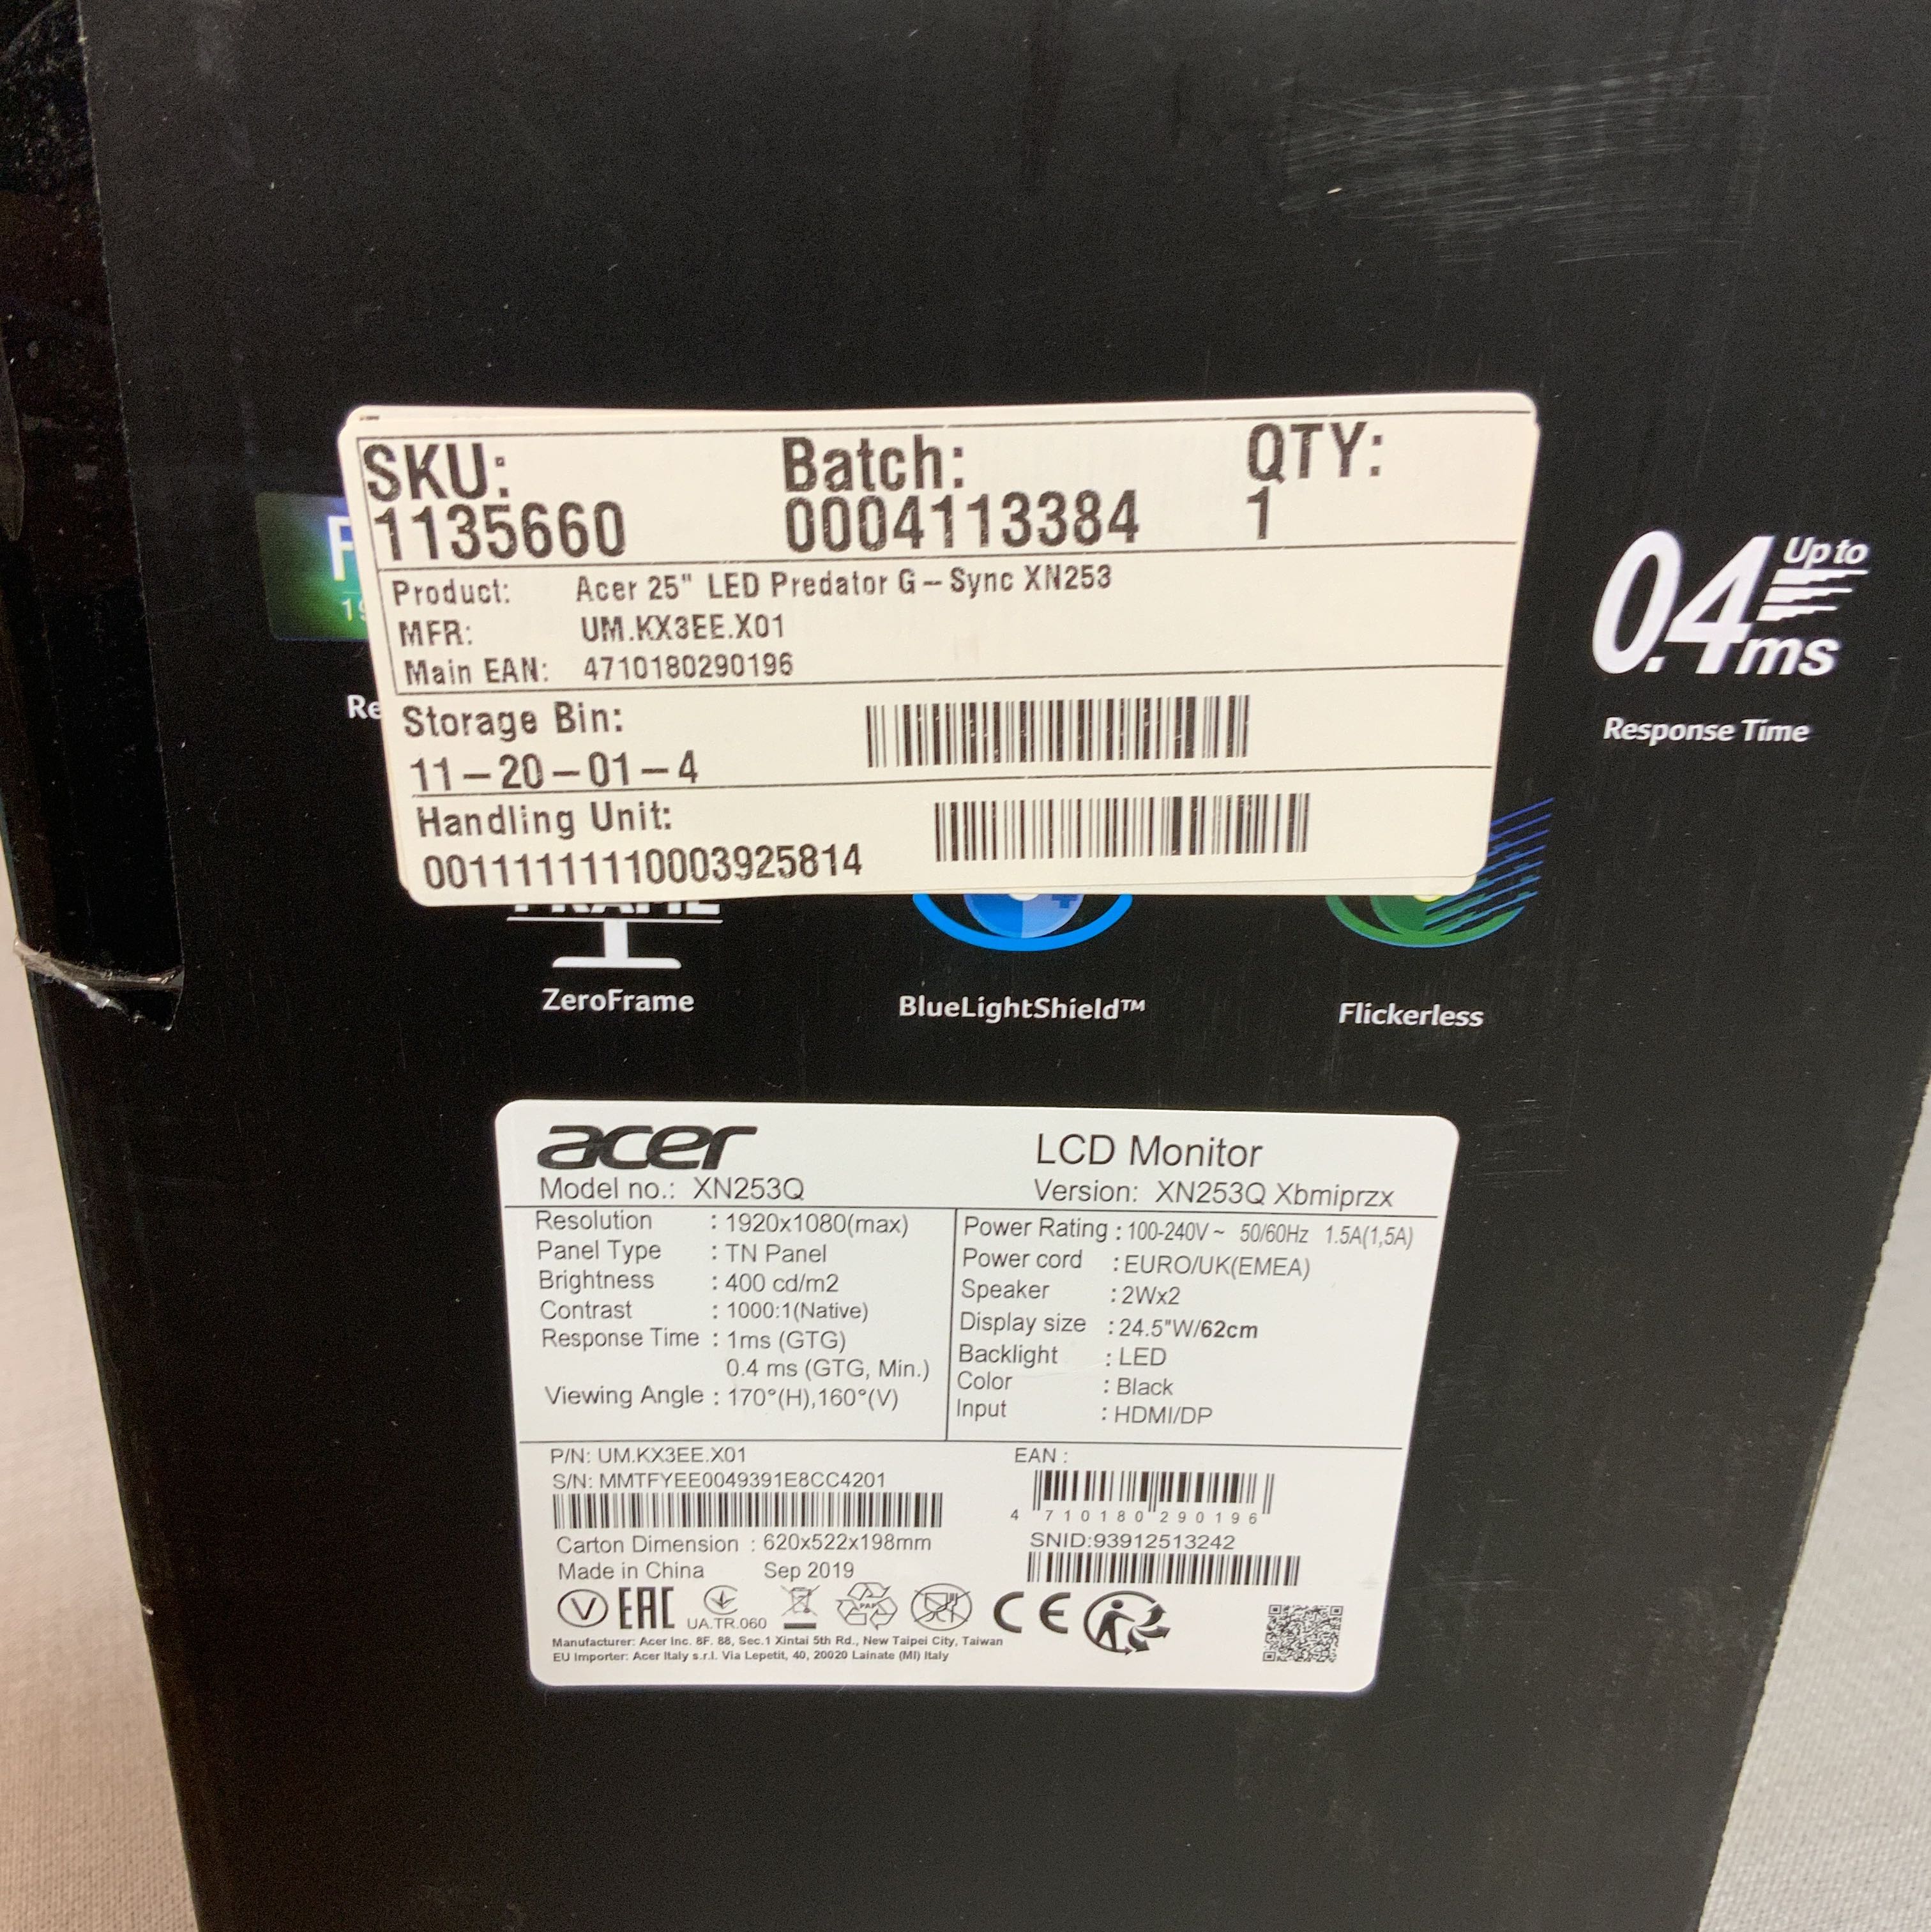 SKU: Batch: QTY:
1135660 0004113384 1
Product: Acer 25" LED Predator G-Sync XN253
MFR: UM.KX3EE.X01
Main EAN: 4710180290196
Storage Bin:
11-20-01-4
Handling Unit:
00111111110003925814
Up to
0.4ms
Response Time
ZeroFrame BlueLightShield™ Flickerless
acer LCD Monitor
Model no.: XN253Q Version: XN253Q Xbmiprzx
Resolution : 1920x1080(max)
Panel Type : TN Panel
Brightness : 400 cd/m2
Contrast : 1000:1(Native)
Response Time : 1ms (GTG)
0.4 ms (GTG, Min.)
Viewing Angle : 170°(H),160°(V)
Power Rating : 100-240V ~ 50/60Hz 1.5A(1,5A)
Power cord : EURO/UK(EMEA)
Speaker : 2Wx2
Display size : 24.5"W/62cm
Backlight : LED
Color : Black
Input : HDMI/DP
P/N: UM.KX3EE.X01
S/N: MMTFYEE0049391E8CC4201
Carton Dimension : 620x522x198mm
Made in China Sep 2019
EAN :
4 710180 290196
SNID:93912513242
V EAC UA.TR.060 PAP CE
Manufacturer: Acer Inc. 8F. 88, Sec.1 Xintai 5th Rd., New Taipei City, Taiwan
EU Importer: Acer Italy s.r.l. Via Lepetit, 40, 20020 Lainate (MI) Italy